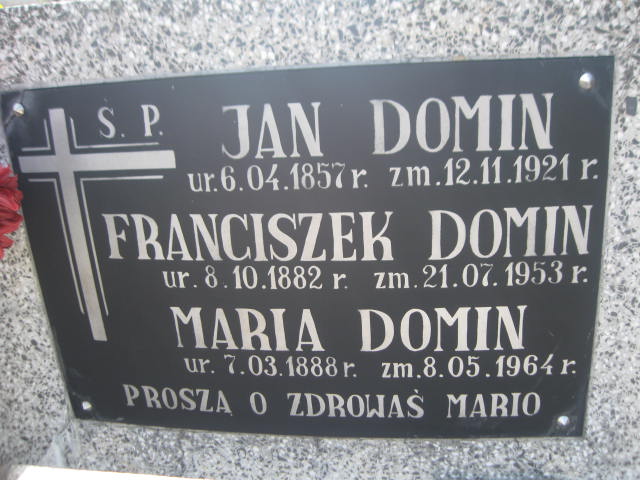 Ś. P. JAN DOMIN
ur. 6.04.1857 r. zm. 12.11.1921 r.
FRANCISZEK DOMIN
ur. 8.10.1882 r. zm. 21.07.1953 r.
MARIA DOMIN
ur. 7.03.1888 r. zm. 8.05.1964 r.
PROSZĄ O ZDROWAŚ MARIO